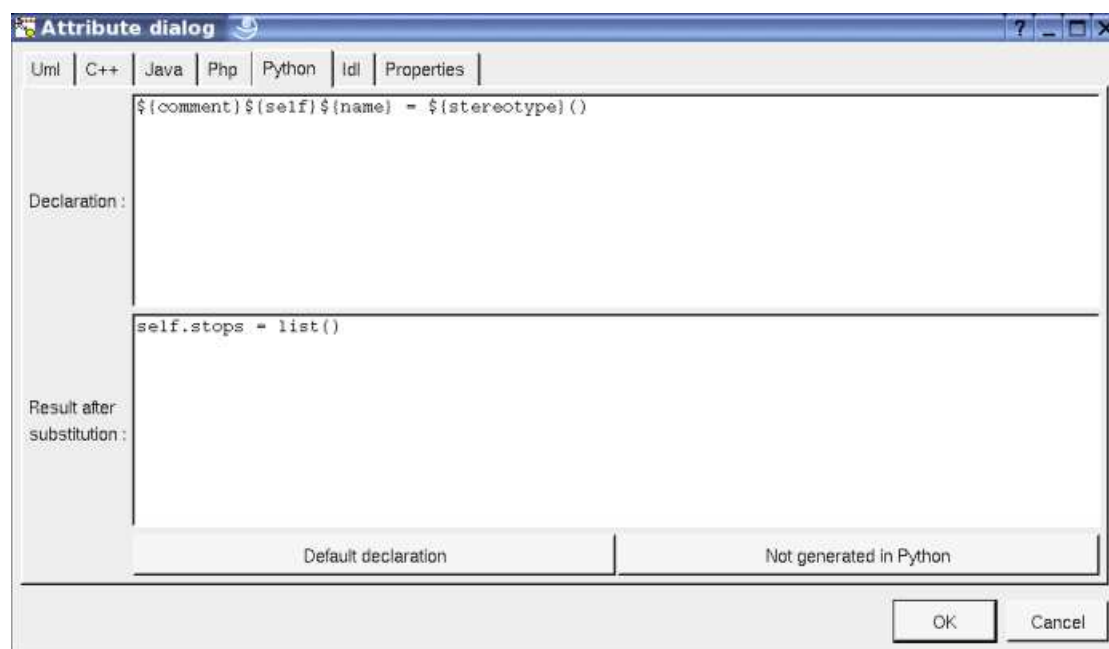 Attribute dialog
Uml C++ Java Php Python Idl Properties
Declaration :
${comment}${self}${name} = ${stereotype}()
Result after
substitution :
self.stops = list()
Default declaration
Not generated in Python
OK
Cancel